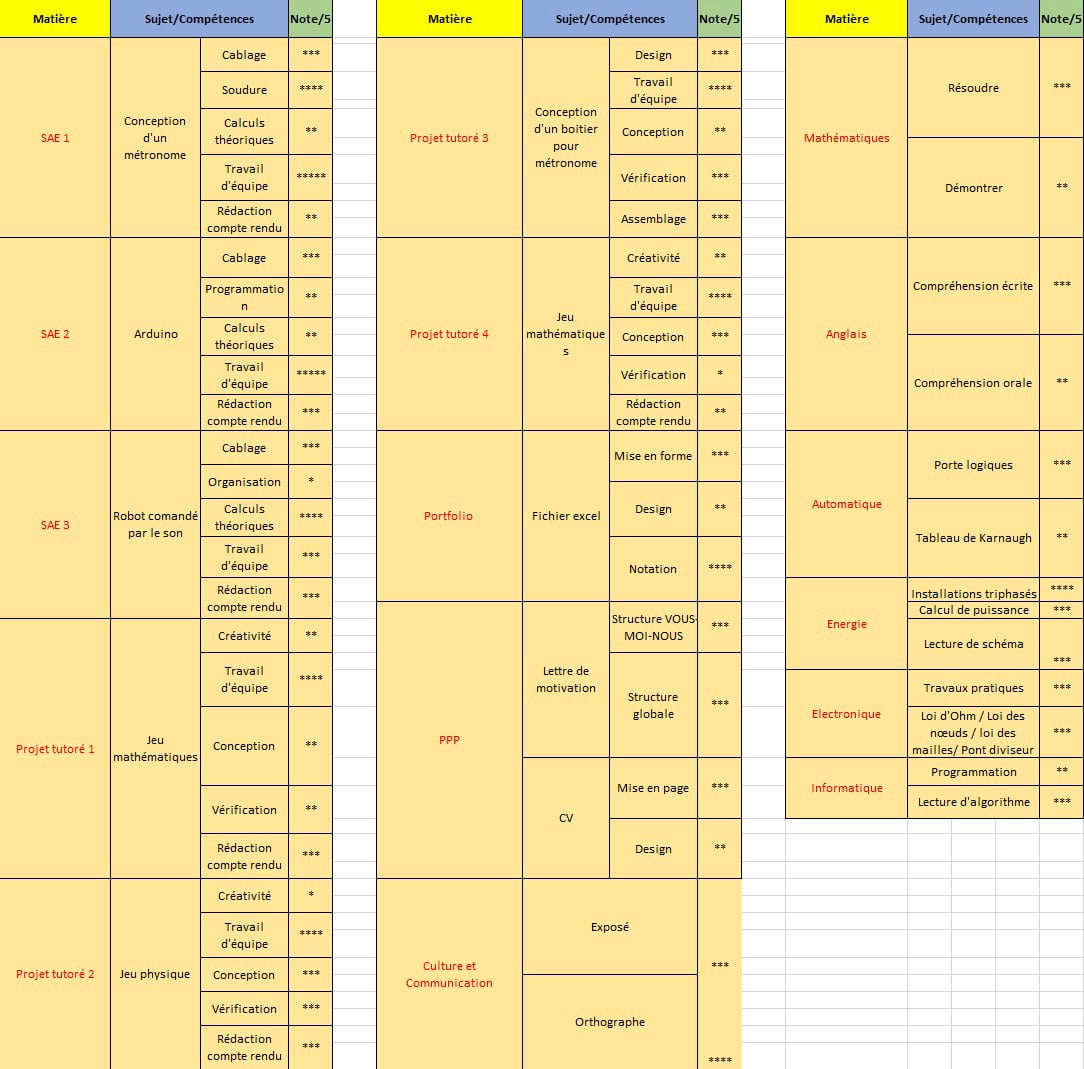 Matière
Sujet/Compétences
Note/5
SAE 1
Conception
d'un
métronome
Cablage
***
Soudure
****
Calculs
théoriques
**
Travail
d'équipe
*****
Rédaction
compte rendu
**
SAE 2
Arduino
Cablage
***
Programmatio
n
**
Calculs
théoriques
**
Travail
d'équipe
*****
Rédaction
compte rendu
***
SAE 3
Robot comandé
par le son
Cablage
***
Organisation
*
Calculs
théoriques
****
Travail
d'équipe
***
Rédaction
compte rendu
***
Projet tutoré 1
Jeu
mathématiques
Créativité
**
Travail
d'équipe
****
Conception
**
Vérification
**
Rédaction
compte rendu
***
Projet tutoré 2
Jeu physique
Créativité
*
Travail
d'équipe
****
Conception
***
Vérification
***
Rédaction
compte rendu
***
Matière
Sujet/Compétences
Note/5
Projet tutoré 3
Conception
d'un boitier
pour
métronome
Design
***
Travail
d'équipe
****
Conception
**
Vérification
***
Assemblage
***
Projet tutoré 4
Jeu
mathématique
s
Créativité
**
Travail
d'équipe
****
Conception
***
Vérification
*
Rédaction
compte rendu
**
Portfolio
Fichier excel
Mise en forme
***
Design
**
Notation
****
PPP
Lettre de
motivation
Structure VOUS-
MOI-NOUS
***
Structure
globale
***
CV
Mise en page
***
Design
**
Culture et
Communication
Exposé
***
Orthographe
****
Matière
Sujet/Compétences
Note/5
Mathématiques
Résoudre
***
Démontrer
**
Anglais
Compréhension écrite
***
Compréhension orale
**
Automatique
Porte logiques
***
Tableau de Karnaugh
**
Energie
Installations triphasés
****
Calcul de puissance
***
Lecture de schéma
***
Electronique
Travaux pratiques
***
Loi d'Ohm / Loi des
nœuds / loi des
mailles/ Pont diviseur
***
Informatique
Programmation
**
Lecture d'algorithme
***